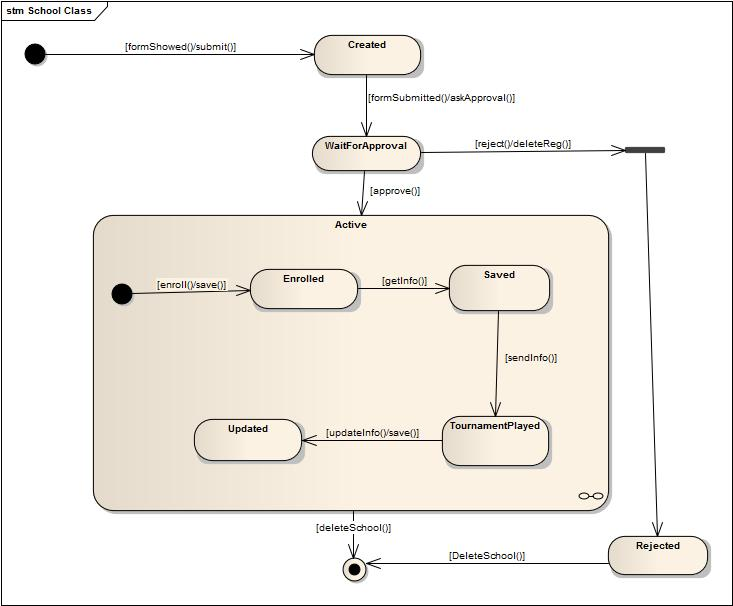 stm School Class
[formShowed()/submit()]
Created
[formSubmitted()/askApproval()]
WaitForApproval
[reject()/deleteReg()]
[approve()]
Active
[enroll()/save()]
Enrolled
[getInfo()]
Saved
[sendInfo()]
Updated
[updateInfo()/save()]
TournamentPlayed
[deleteSchool()]
[DeleteSchool()]
Rejected